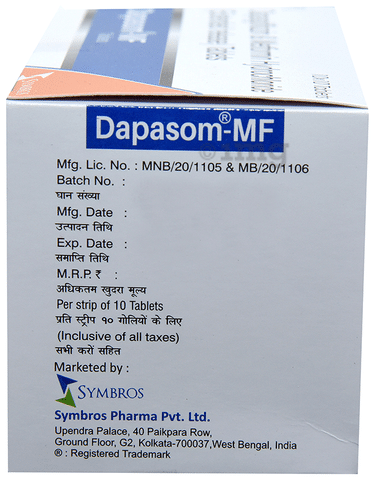 Dapasom®-MF
Mfg. Lic. No. : MNB/20/1105 & MB/20/1106
Batch No. :
घान संख्या
Mfg. Date :
उत्पादन तिथि
Exp. Date :
समाप्ति तिथि
M.R.P. ₹ :
अधिकतम खुदरा मूल्य
Per strip of 10 Tablets
प्रति स्ट्रीप १० गोलियों के लिए
(Inclusive of all taxes)
सभी करों सहित
Marketed by :
SYMBROS
Symbros Pharma Pvt. Ltd.
Upendra Palace, 40 Paikpara Row,
Ground Floor, G2, Kolkata-700037,West Bengal, India
® : Registered Trademark